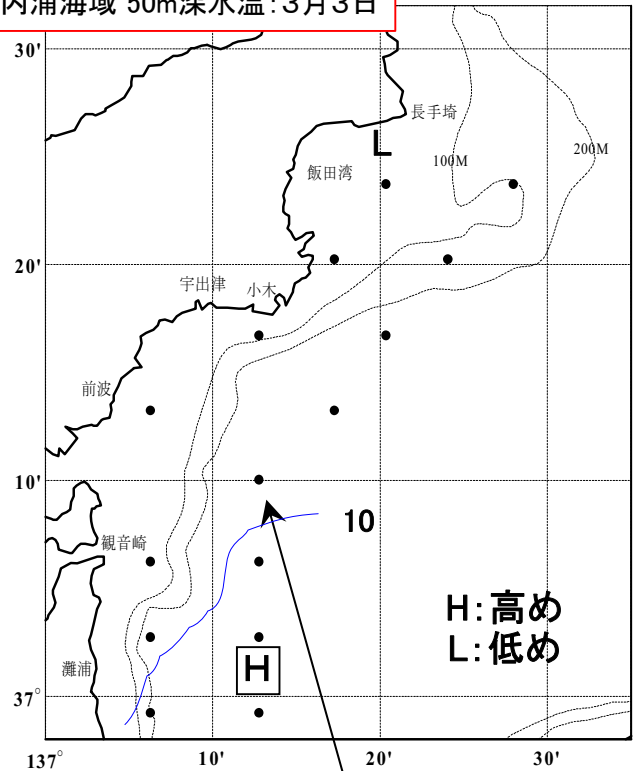 内浦海域 50m深水温：３月３日
30'
長手埼
L
100M
200M
飯田湾
20'
宇出津
小木
前波
10'
10
観音崎
H:高め
L:低め
H
灘浦
37°
137°
10'
20'
30'